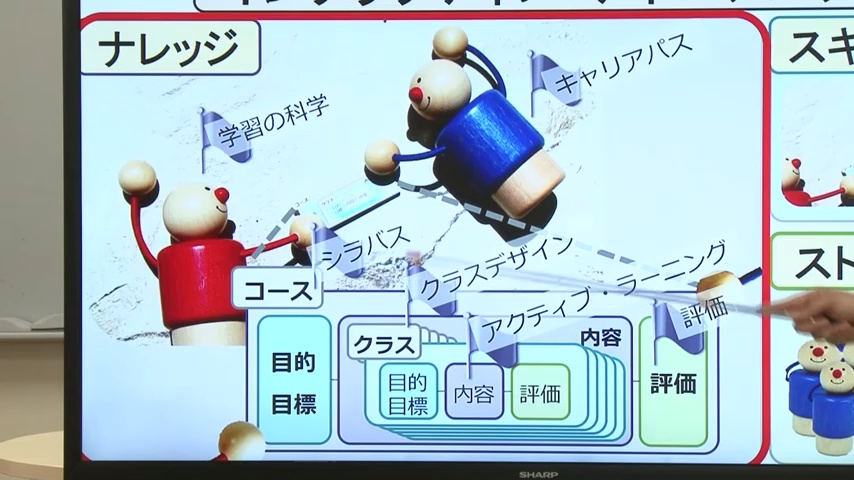 ナレッジ
スキ
キャリアパス
学習の科学
シラバス
クラスデザイン
アクティブ・ラーニング
評価
コース
目的
目標
クラス
内容
目的
目標
内容
評価
評価
スト
SHARP